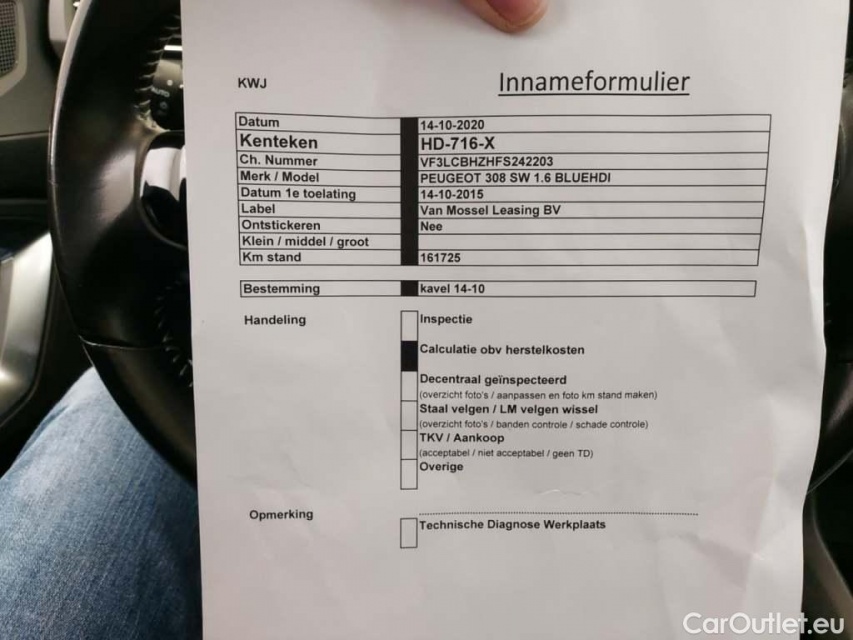 KWJ Innameformulier
Datum 14-10-2020
Kenteken HD-716-X
Ch. Nummer VF3LCBHZHFS242203
Merk / Model PEUGEOT 308 SW 1.6 BLUEHDI
Datum 1e toelating 14-10-2015
Label Van Mossel Leasing BV
Ontstickeren Nee
Klein / middel / groot
Km stand 161725
Bestemming kavel 14-10
Handeling Inspectie
Calculatie obv herstelkosten
Decentraal geïnspecteerd
(overzicht foto's / aanpassen en foto km stand maken)
Staal velgen / LM velgen wissel
(overzicht foto's / banden controle / schade controle)
TKV / Aankoop
(acceptabel / niet acceptabel / geen TD)
Overige
Opmerking
Technische Diagnose Werkplaats
CarOutlet.eu